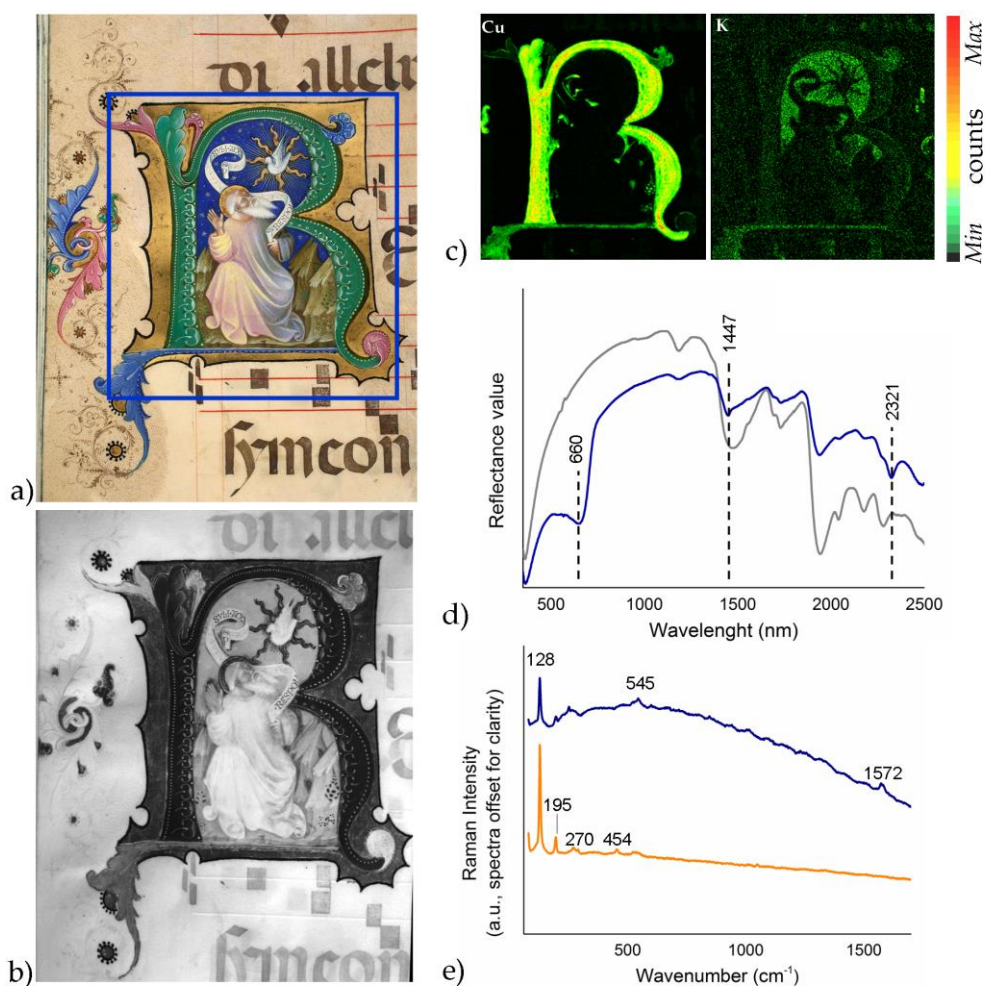 a)
b)
Cu
K
Max
counts
Min
c)
1447
660
2321
Reflectance value
500
1000
1500
2000
2500
d)
Wavelenght (nm)
128
545
1572
195
270
454
Raman Intensity
(a.u., spectra offset for clarity)
500
1000
1500
e)
Wavenumber (cm⁻¹)